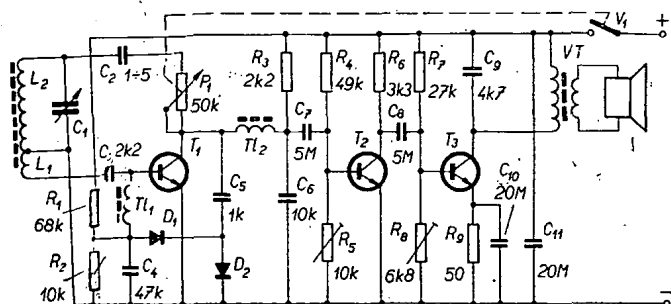 V₁
+
L₂
C₂ 1÷5
P₁
50k
R₃
2k2
R₄
49k
R₆
3k3
R₇
27k
C₉
4k7
VT
C₁
L₁
C₃ 2k2
T₁
Tl₂
C₇
5M
T₂
C₈
5M
T₃
R₁
68k
Tl₁
D₁
C₅
1k
C₆
10k
C₁₀
20M
R₂
10k
C₄
47k
D₂
R₅
10k
R₈
6k8
R₉
50
C₁₁
20M
−